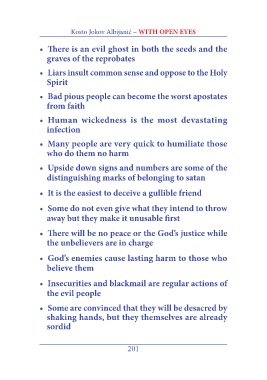 Kosto Jokov Albijanić – WITH OPEN EYES
• There is an evil ghost in both the seeds and the
graves of the reprobates
• Liars insult common sense and oppose to the Holy
Spirit
• Bad pious people can become the worst apostates
from faith
• Human wickedness is the most devastating
infection
• Many people are very quick to humiliate those
who do them no harm
• Upside down signs and numbers are some of the
distinguishing marks of belonging to satan
• It is the easiest to deceive a gullible friend
• Some do not even give what they intend to throw
away but they make it unusable first
• There will be no peace or the God's justice while
the unbelievers are in charge
• God's enemies cause lasting harm to those who
believe them
• Insecurities and blackmail are regular actions of
the evil people
• Some are convinced that they will be desacred by
shaking hands, but they themselves are already
sordid
201